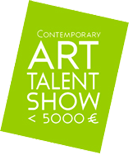 CONTEMPORARY
ART
TALENT
SHOW
< 5000 €